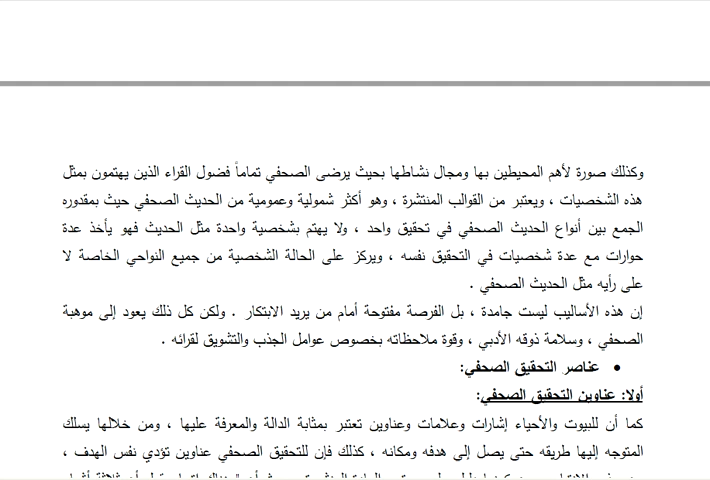 وكذلك صورة لأهم المحيطين بها ومجال نشاطها بحيث يرضى الصحفي تماماً فضول القراء الذين يهتمون بمثل
هذه الشخصيات ، ويعتبر من القوالب المنتشرة ، وهو أكثر شمولية وعمومية من الحديث الصحفي حيث بمقدوره
الجمع بين أنواع الحديث الصحفي في تحقيق واحد ، ولا يهتم بشخصية واحدة مثل الحديث فهو يأخذ عدة
حوارات مع عدة شخصيات في التحقيق نفسه ، ويركز على الحالة الشخصية من جميع النواحي الخاصة لا
على رأيه مثل الحديث الصحفي .
إن هذه الأساليب ليست جامدة ، بل الفرصة مفتوحة أمام من يريد الابتكار . ولكن كل ذلك يعود إلى موهبة
الصحفي ، وسلامة ذوقه الأدبي ، وقوة ملاحظاته بخصوص عوامل الجذب والتشويق لقرائه .
• عناصر التحقيق الصحفي:
أولا: عناوين التحقيق الصحفي:
كما أن للبيوت والأحياء إشارات وعلامات وعناوين تعتبر بمثابة الدالة والمعرفة عليها ، ومن خلالها يسلك
المتوجه إليها طريقه حتى يصل إلى هدفه ومكانه ، كذلك فإن للتحقيق الصحفي عناوين تؤدي نفس الهدف ،